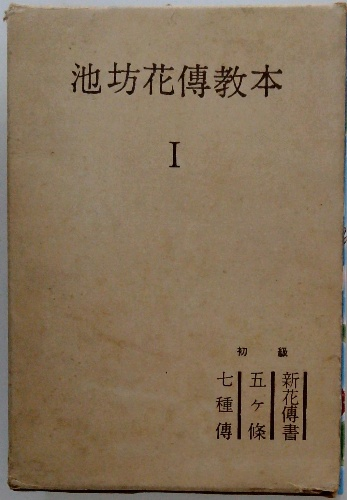 池坊花傳教本
I
初級
新花傳書
五ヶ條
七種傳